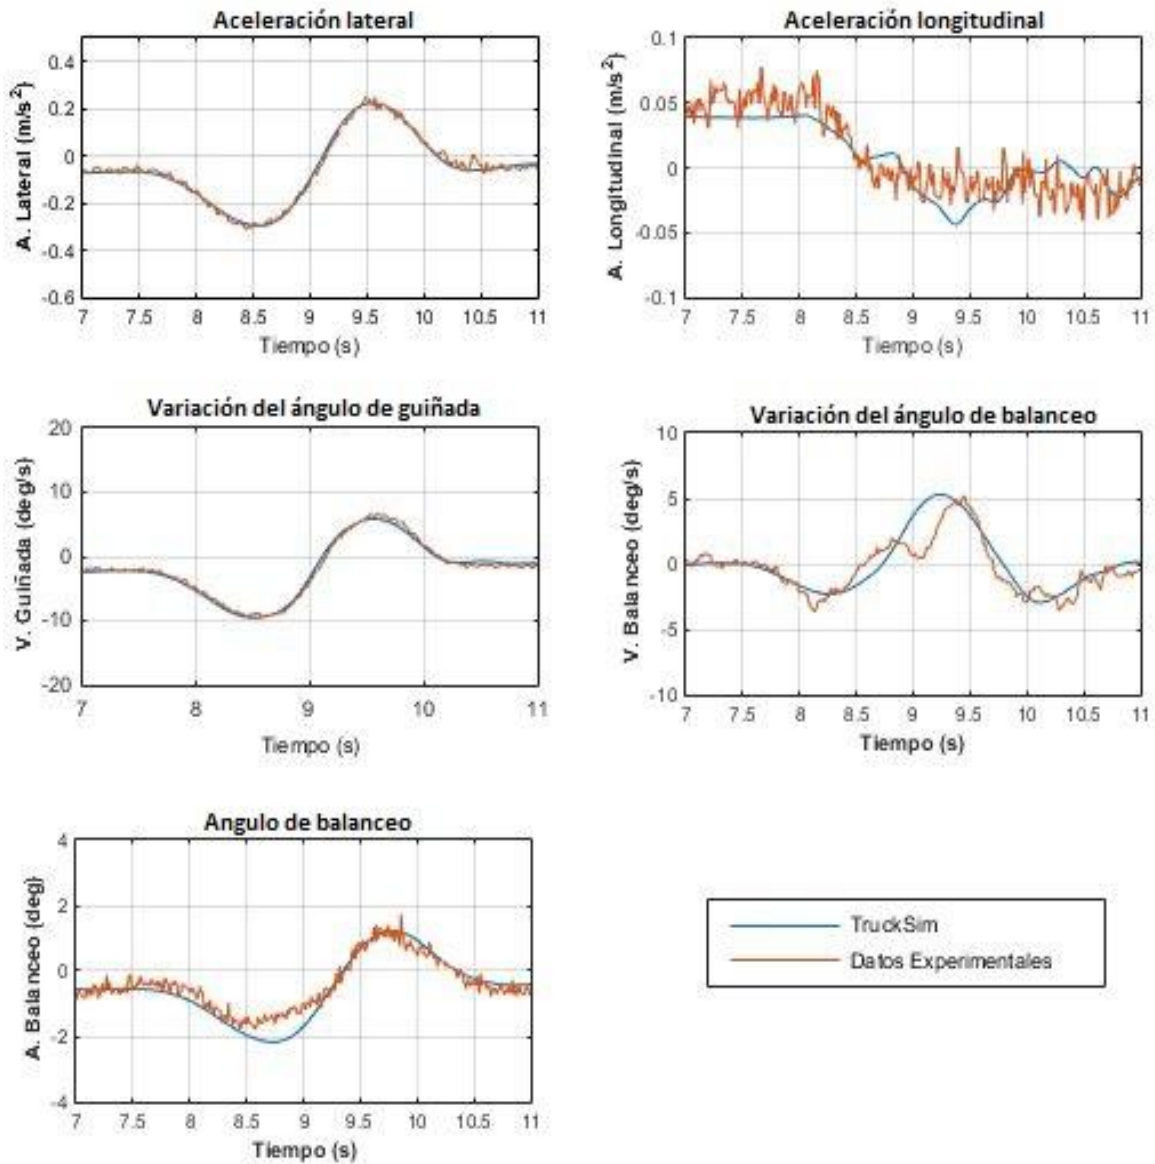 Aceleración lateral
A. Lateral (m/s²)
0.4
0.2
0
-0.2
-0.4
-0.6
7 7.5 8 8.5 9 9.5 10 10.5 11
Tiempo (s)
Aceleración longitudinal
A. Longitudinal (m/s²)
0.1
0.05
0
-0.05
-0.1
7 7.5 8 8.5 9 9.5 10 10.5 11
Tiempo (s)
Variación del ángulo de guiñada
V. Guiñada (deg/s)
20
10
0
-10
-20
7 8 9 10 11
Tiempo (s)
Variación del ángulo de balanceo
V. Balanceo (deg/s)
10
5
0
-5
-10
7 7.5 8 8.5 9 9.5 10 10.5 11
Tiempo (s)
Angulo de balanceo
A. Balanceo (deg)
4
2
0
-2
-4
7 7.5 8 8.5 9 9.5 10 10.5 11
Tiempo (s)
TruckSim
Datos Experimentales